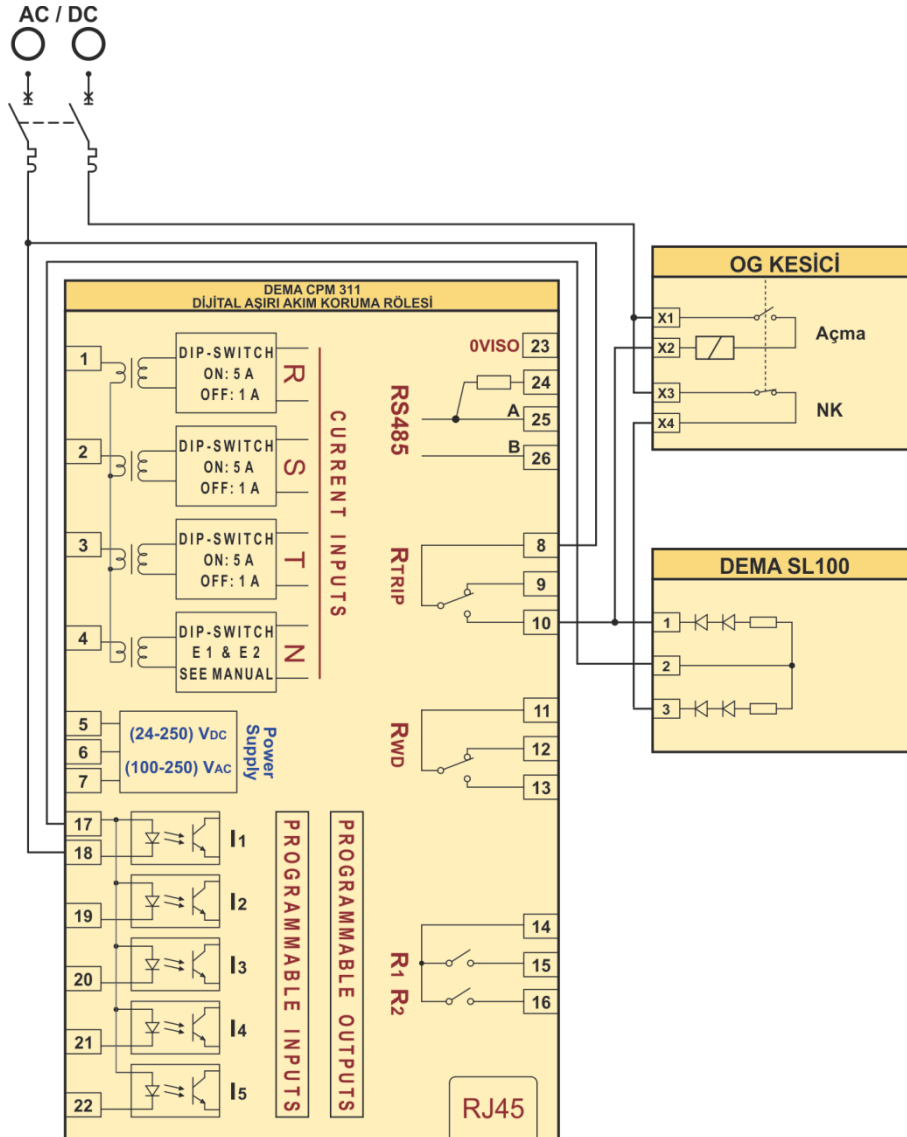 AC / DC
DEMA CPM 311
DİJİTAL AŞIRI AKIM KORUMA RÖLESİ
1
DIP-SWITCH
ON: 5 A
OFF: 1 A
R
2
DIP-SWITCH
ON: 5 A
OFF: 1 A
S
3
DIP-SWITCH
ON: 5 A
OFF: 1 A
T
4
DIP-SWITCH
E1 & E2
SEE MANUAL
N
CURRENT INPUTS
5
6
7
(24-250) VDC
(100-250) VAC
Power
Supply
17
18
I1
19
I2
20
I3
21
I4
22
I5
PROGRAMMABLE INPUTS
PROGRAMMABLE OUTPUTS
0VISO
23
24
RS485
A
25
B
26
RTRIP
8
9
10
RWD
11
12
13
R1 R2
14
15
16
RJ45
OG KESİCİ
X1
X2
Açma
X3
X4
NK
DEMA SL100
1
2
3